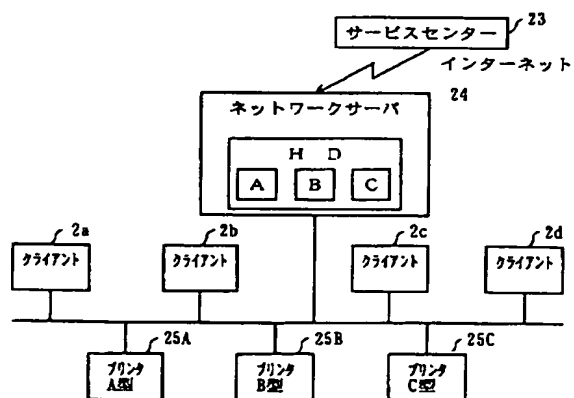 23
サービスセンター
インターネット
24
ネットワークサーバ
H D
A B C
2a 2b 2c 2d
クライアント クライアント クライアント クライアント
25A 25B 25C
プリンタ プリンタ プリンタ
A型 B型 C型